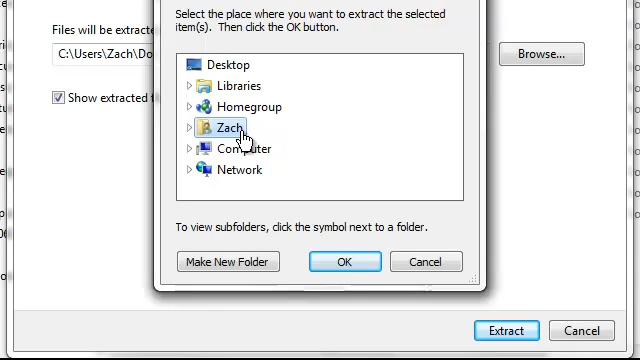 Select the place where you want to extract the selected
item(s). Then click the OK button.
Files will be extracte
C:\Users\Zach\Do
Browse...
Show extracted
Desktop
Libraries
Homegroup
Zach
Computer
Network
To view subfolders, click the symbol next to a folder.
Make New Folder
OK
Cancel
Extract
Cancel